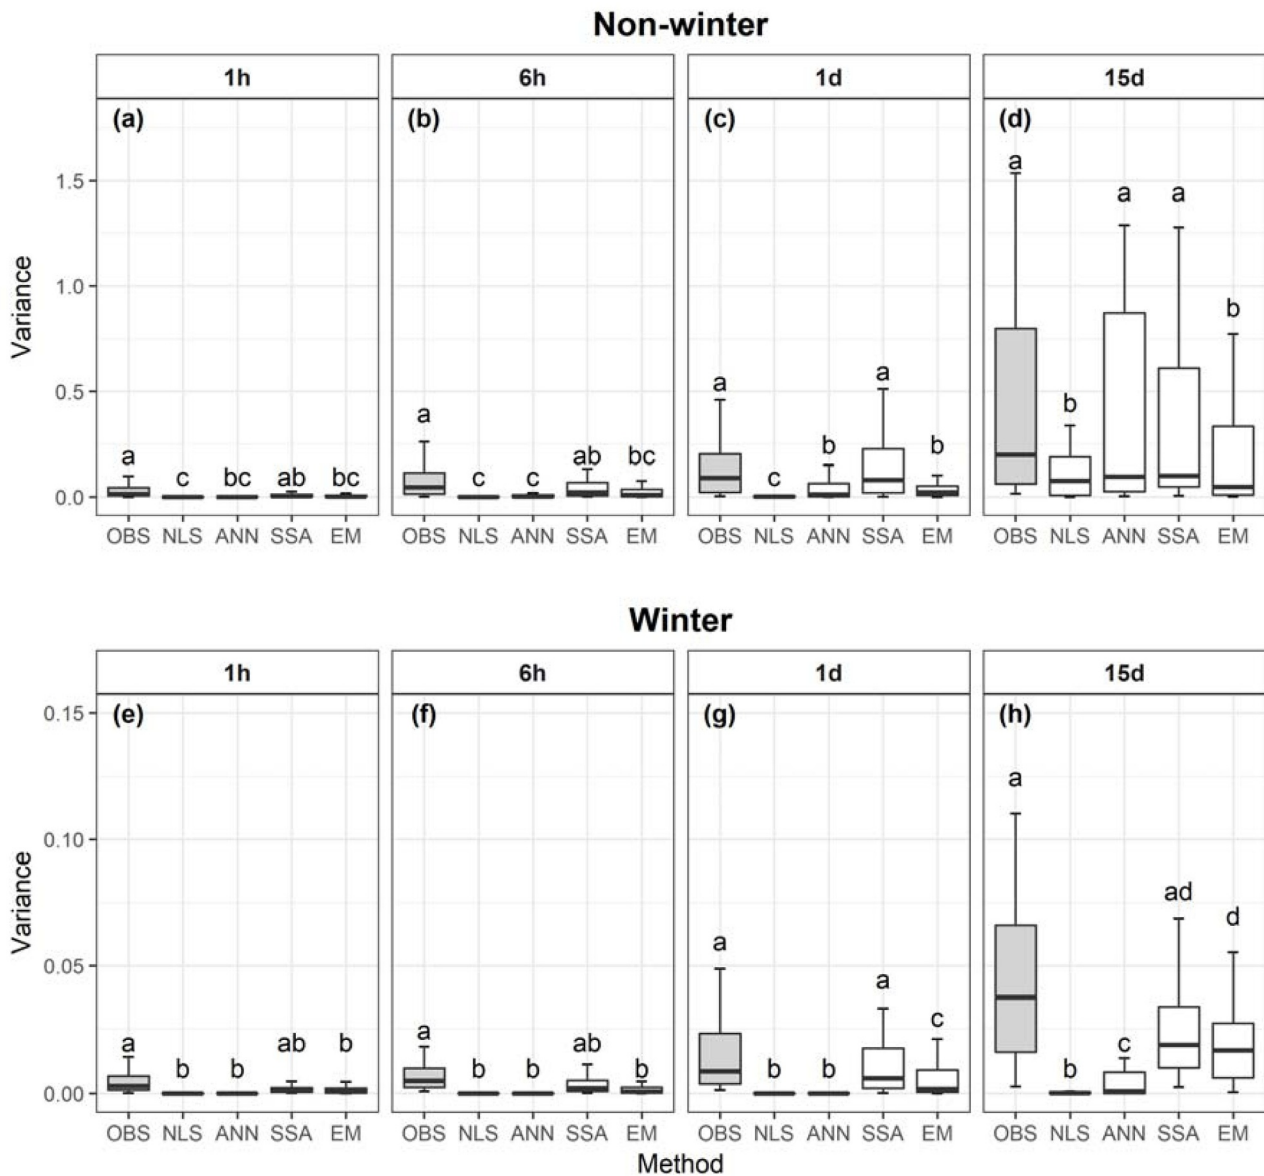 Non-winter
1h 6h 1d 15d
(a) (b) (c) (d)
a
a a
1.5
b
1.0
a a
a b
0.5
a b b
a c bc ab bc c c ab bc c
0.0
Variance
OBS NLS ANN SSA EM OBS NLS ANN SSA EM OBS NLS ANN SSA EM OBS NLS ANN SSA EM
Winter
1h 6h 1d 15d
0.15 (e) (f) (g) (h)
a
0.10
ad
a d
0.05
a
a ab b a ab c c
b b b b b b b b
0.00
Variance
OBS NLS ANN SSA EM OBS NLS ANN SSA EM OBS NLS ANN SSA EM OBS NLS ANN SSA EM
Method